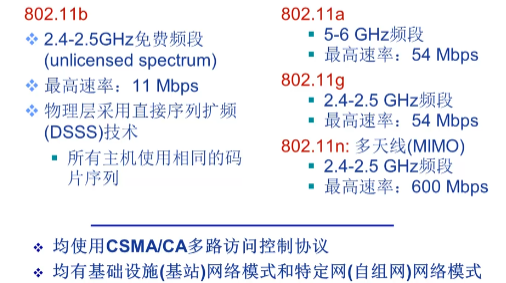 802.11b
2.4-2.5GHz免费频段
(unlicensed spectrum)
最高速率：11 Mbps
物理层采用直接序列扩频
(DSSS)技术
所有主机使用相同的码
片序列
802.11a
5-6 GHz频段
最高速率：54 Mbps
802.11g
2.4-2.5 GHz频段
最高速率：54 Mbps
802.11n: 多天线(MIMO)
2.4-2.5 GHz频段
最高速率：600 Mbps
均使用CSMA/CA多路访问控制协议
均有基础设施(基站)网络模式和特定网(自组网)网络模式